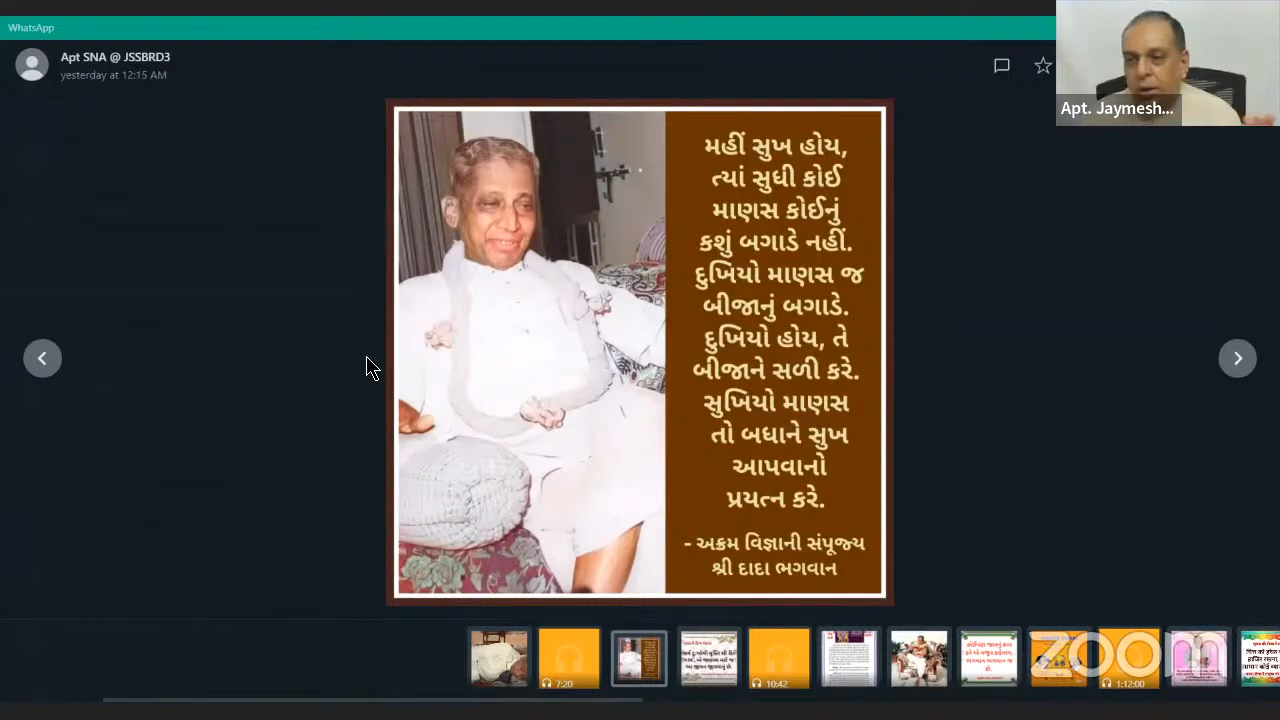 WhatsApp
Apt SNA @ JSSBRD3
yesterday at 12:15 AM
Apt. Jaymesh...
મહીં સુખ હોય,
ત્યાં સુધી કોઈ
માણસ કોઈનું
કશું બગાડે નહીં.
દુખિયો માણસ જ
બીજાનું બગાડે.
દુખિયો હોય, તે
બીજાને સળી કરે.
સુખિયો માણસ
તો બધાને સુખ
આપવાનો
પ્રયત્ન કરે.
- અક્રમ વિજ્ઞાની સંપૂજ્ય
શ્રી દાદા ભગવાન
7:20
10:42
1:12:00
zoom